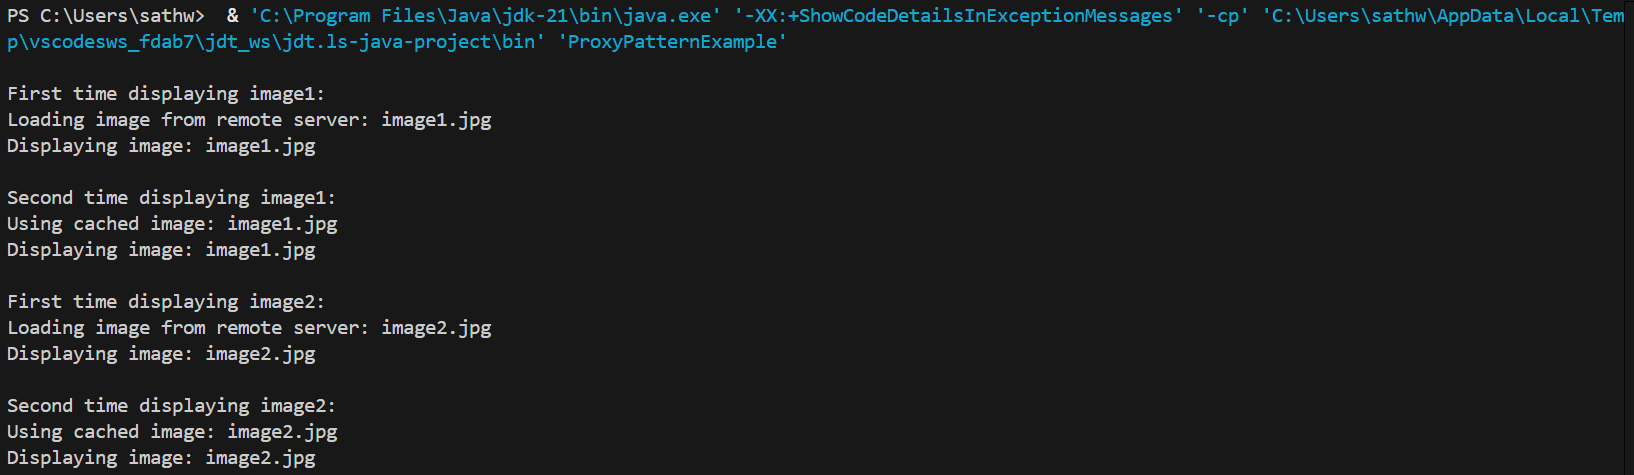 PS C:\Users\sathw>  & 'C:\Program Files\Java\jdk-21\bin\java.exe' '-XX:+ShowCodeDetailsInExceptionMessages' '-cp' 'C:\Users\sathw\AppData\Local\Tem
p\vscodesws_fdab7\jdt_ws\jdt.ls-java-project\bin' 'ProxyPatternExample'
First time displaying image1:
Loading image from remote server: image1.jpg
Displaying image: image1.jpg
Second time displaying image1:
Using cached image: image1.jpg
Displaying image: image1.jpg
First time displaying image2:
Loading image from remote server: image2.jpg
Displaying image: image2.jpg
Second time displaying image2:
Using cached image: image2.jpg
Displaying image: image2.jpg